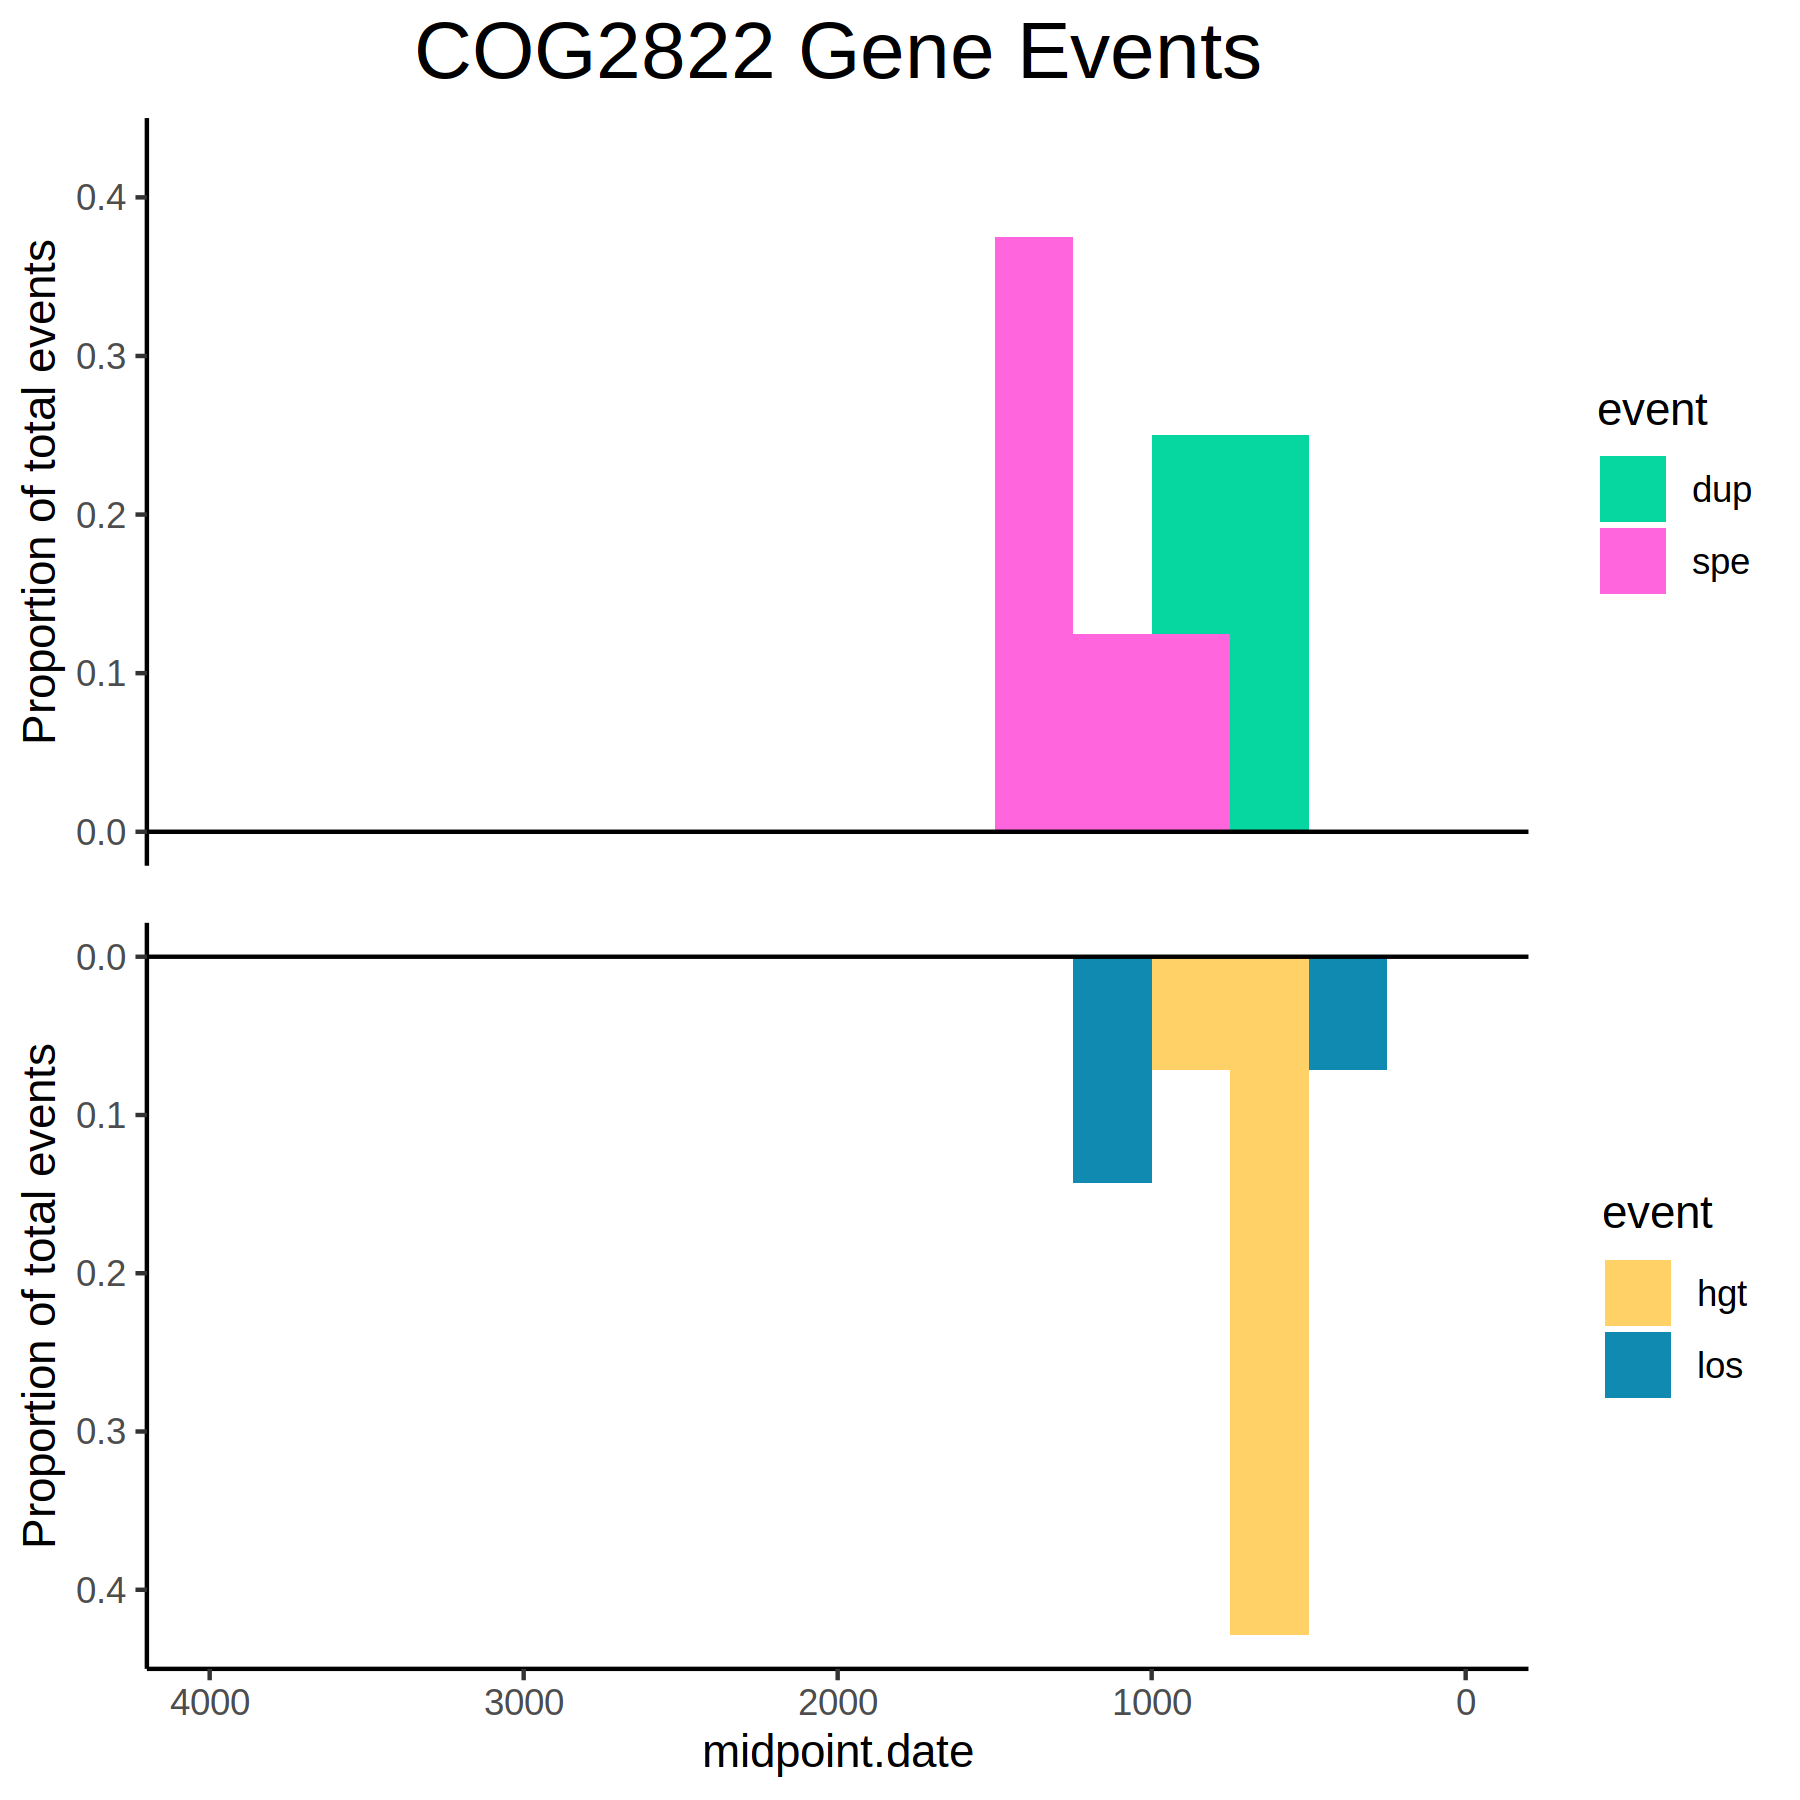 COG2822 Gene Events
Proportion of total events
0.4
0.3
0.2
0.1
0.0
event
dup
spe
Proportion of total events
0.0
0.1
0.2
0.3
0.4
event
hgt
los
4000 3000 2000 1000 0
midpoint.date